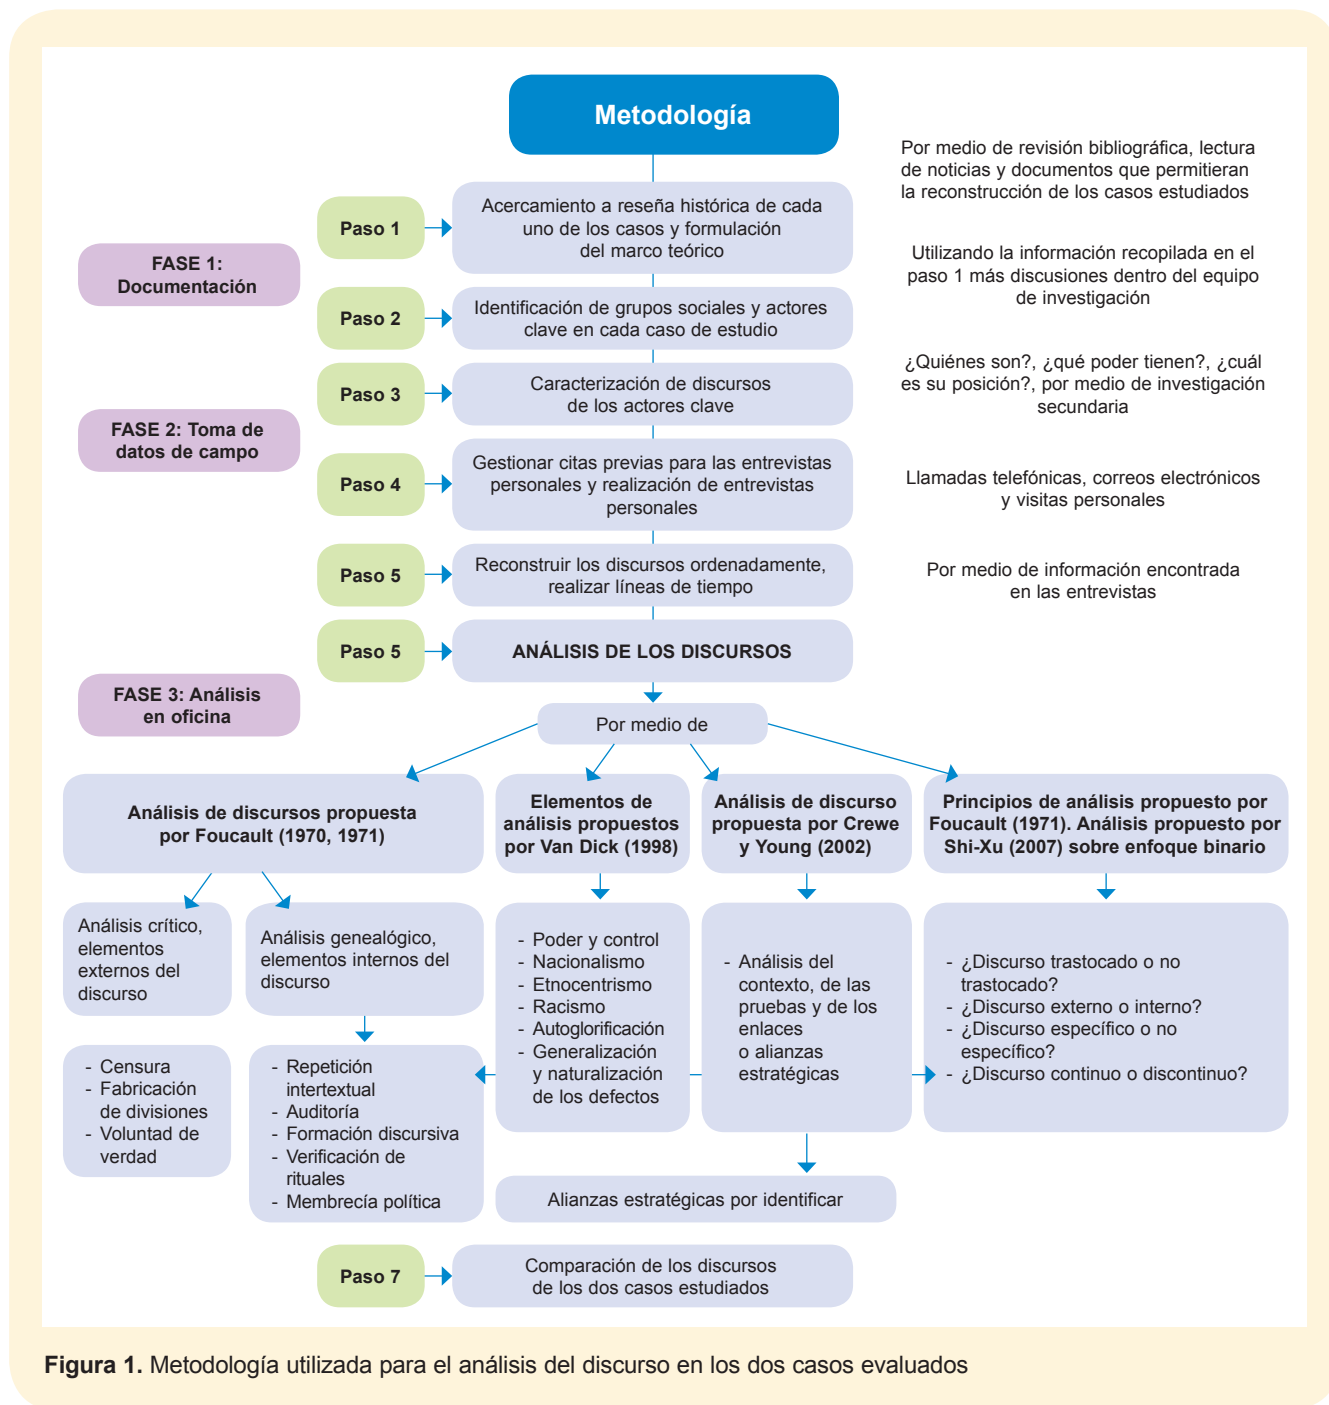 Metodología
Por medio de revisión bibliográfica, lectura
de noticias y documentos que permitieran
la reconstrucción de los casos estudiados
Paso 1
Acercamiento a reseña histórica de cada
uno de los casos y formulación
del marco teórico
FASE 1:
Documentación
Utilizando la información recopilada en el
paso 1 más discusiones dentro del equipo
de investigación
Paso 2
Identificación de grupos sociales y actores
clave en cada caso de estudio
Paso 3
Caracterización de discursos
de los actores clave
¿Quiénes son?, ¿qué poder tienen?, ¿cuál
es su posición?, por medio de investigación
secundaria
FASE 2: Toma de
datos de campo
Paso 4
Gestionar citas previas para las entrevistas
personales y realización de entrevistas
personales
Llamadas telefónicas, correos electrónicos
y visitas personales
Paso 5
Reconstruir los discursos ordenadamente,
realizar líneas de tiempo
Por medio de información encontrada
en las entrevistas
Paso 5
ANÁLISIS DE LOS DISCURSOS
FASE 3: Análisis
en oficina
Por medio de
Análisis de discursos propuesta
por Foucault (1970, 1971)
Elementos de
análisis propuestos
por Van Dick (1998)
Análisis de discurso
propuesta por Crewe
y Young (2002)
Principios de análisis propuesto por
Foucault (1971). Análisis propuesto por
Shi-Xu (2007) sobre enfoque binario
Análisis crítico,
elementos
externos del
discurso
Análisis genealógico,
elementos internos del
discurso
- Poder y control
- Nacionalismo
- Etnocentrismo
- Racismo
- Autoglorificación
- Generalización
y naturalización
de los defectos
- Análisis del
contexto, de las
pruebas y de los
enlaces
o alianzas
estratégicas
- ¿Discurso trastocado o no
trastocado?
- ¿Discurso externo o interno?
- ¿Discurso específico o no
específico?
- ¿Discurso continuo o discontinuo?
- Censura
- Fabricación
de divisiones
- Voluntad de
verdad
- Repetición
intertextual
- Auditoría
- Formación discursiva
- Verificación de
rituales
- Membrecía política
Alianzas estratégicas por identificar
Paso 7
Comparación de los discursos
de los dos casos estudiados
Figura 1. Metodología utilizada para el análisis del discurso en los dos casos evaluados